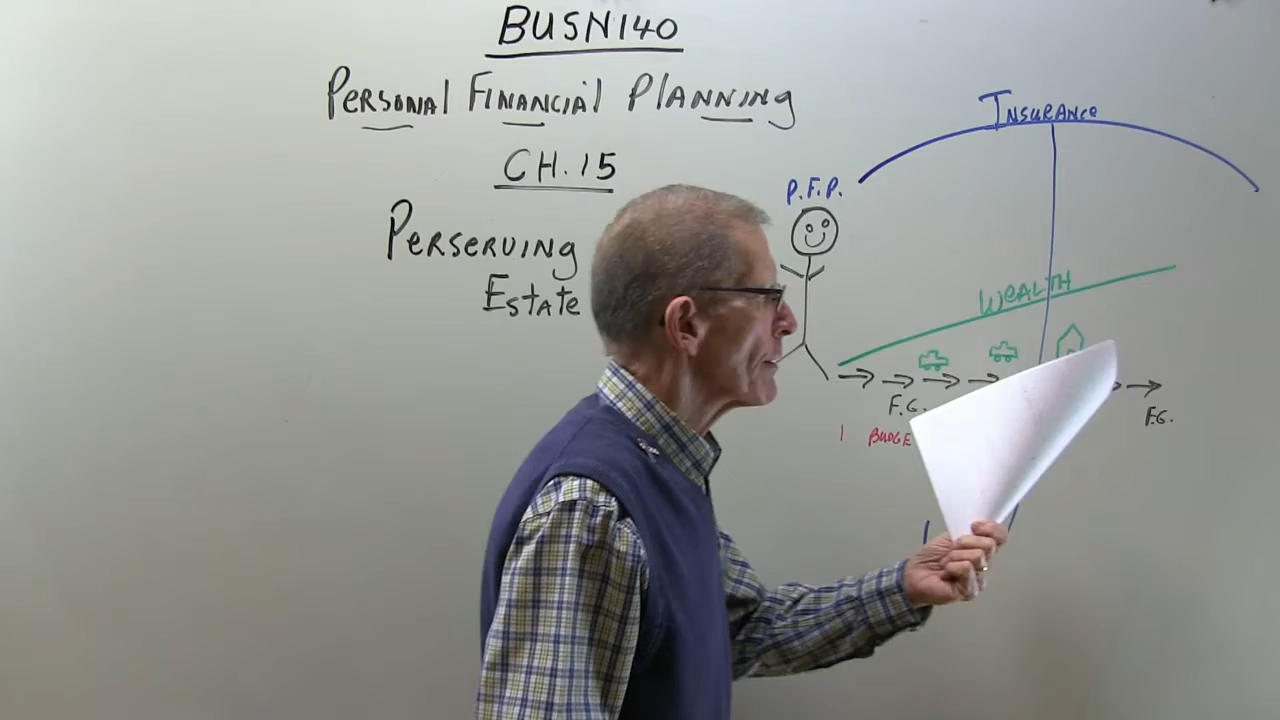 BUSN140
PERSONAL FINANCIAL PLANNING
CH.15
PERSERVING
ESTATE
INSURANCE
P.F.P.
WEALTH
F.G.
F.G.